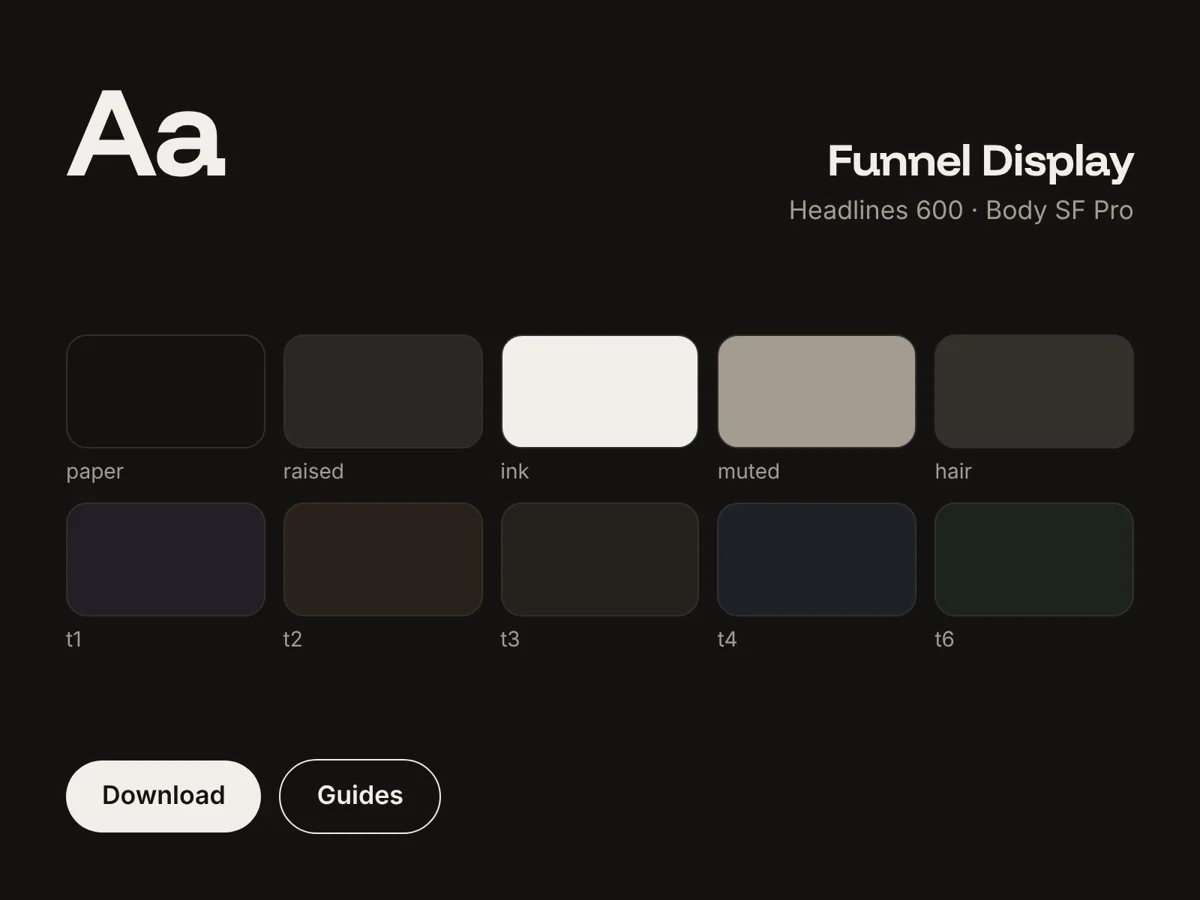 Aa
Funnel Display
Headlines 600 · Body SF Pro
paper
raised
ink
muted
hair
t1
t2
t3
t4
t6
Download
Guides